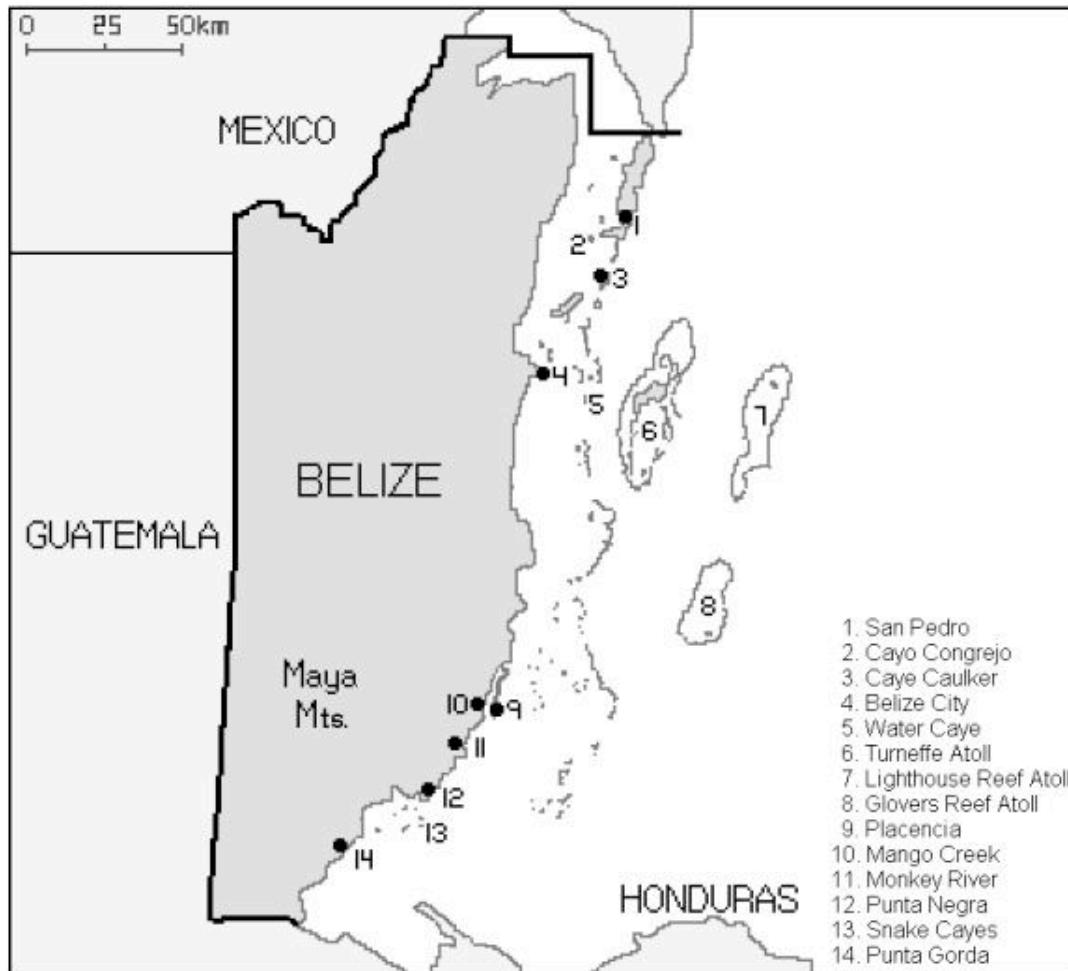 0 25 50km
MEXICO
1
2
3
4
5
6
7
BELIZE
GUATEMALA
8
Maya
Mts.
10
9
11
12
13
14
HONDURAS
1. San Pedro
2. Cayo Congrejo
3. Caye Caulker
4. Belize City
5. Water Caye
6. Turneffe Atoll
7. Lighthouse Reef Atoll
8. Glovers Reef Atoll
9. Placencia
10. Mango Creek
11. Monkey River
12. Punta Negra
13. Snake Cayes
14. Punta Gorda